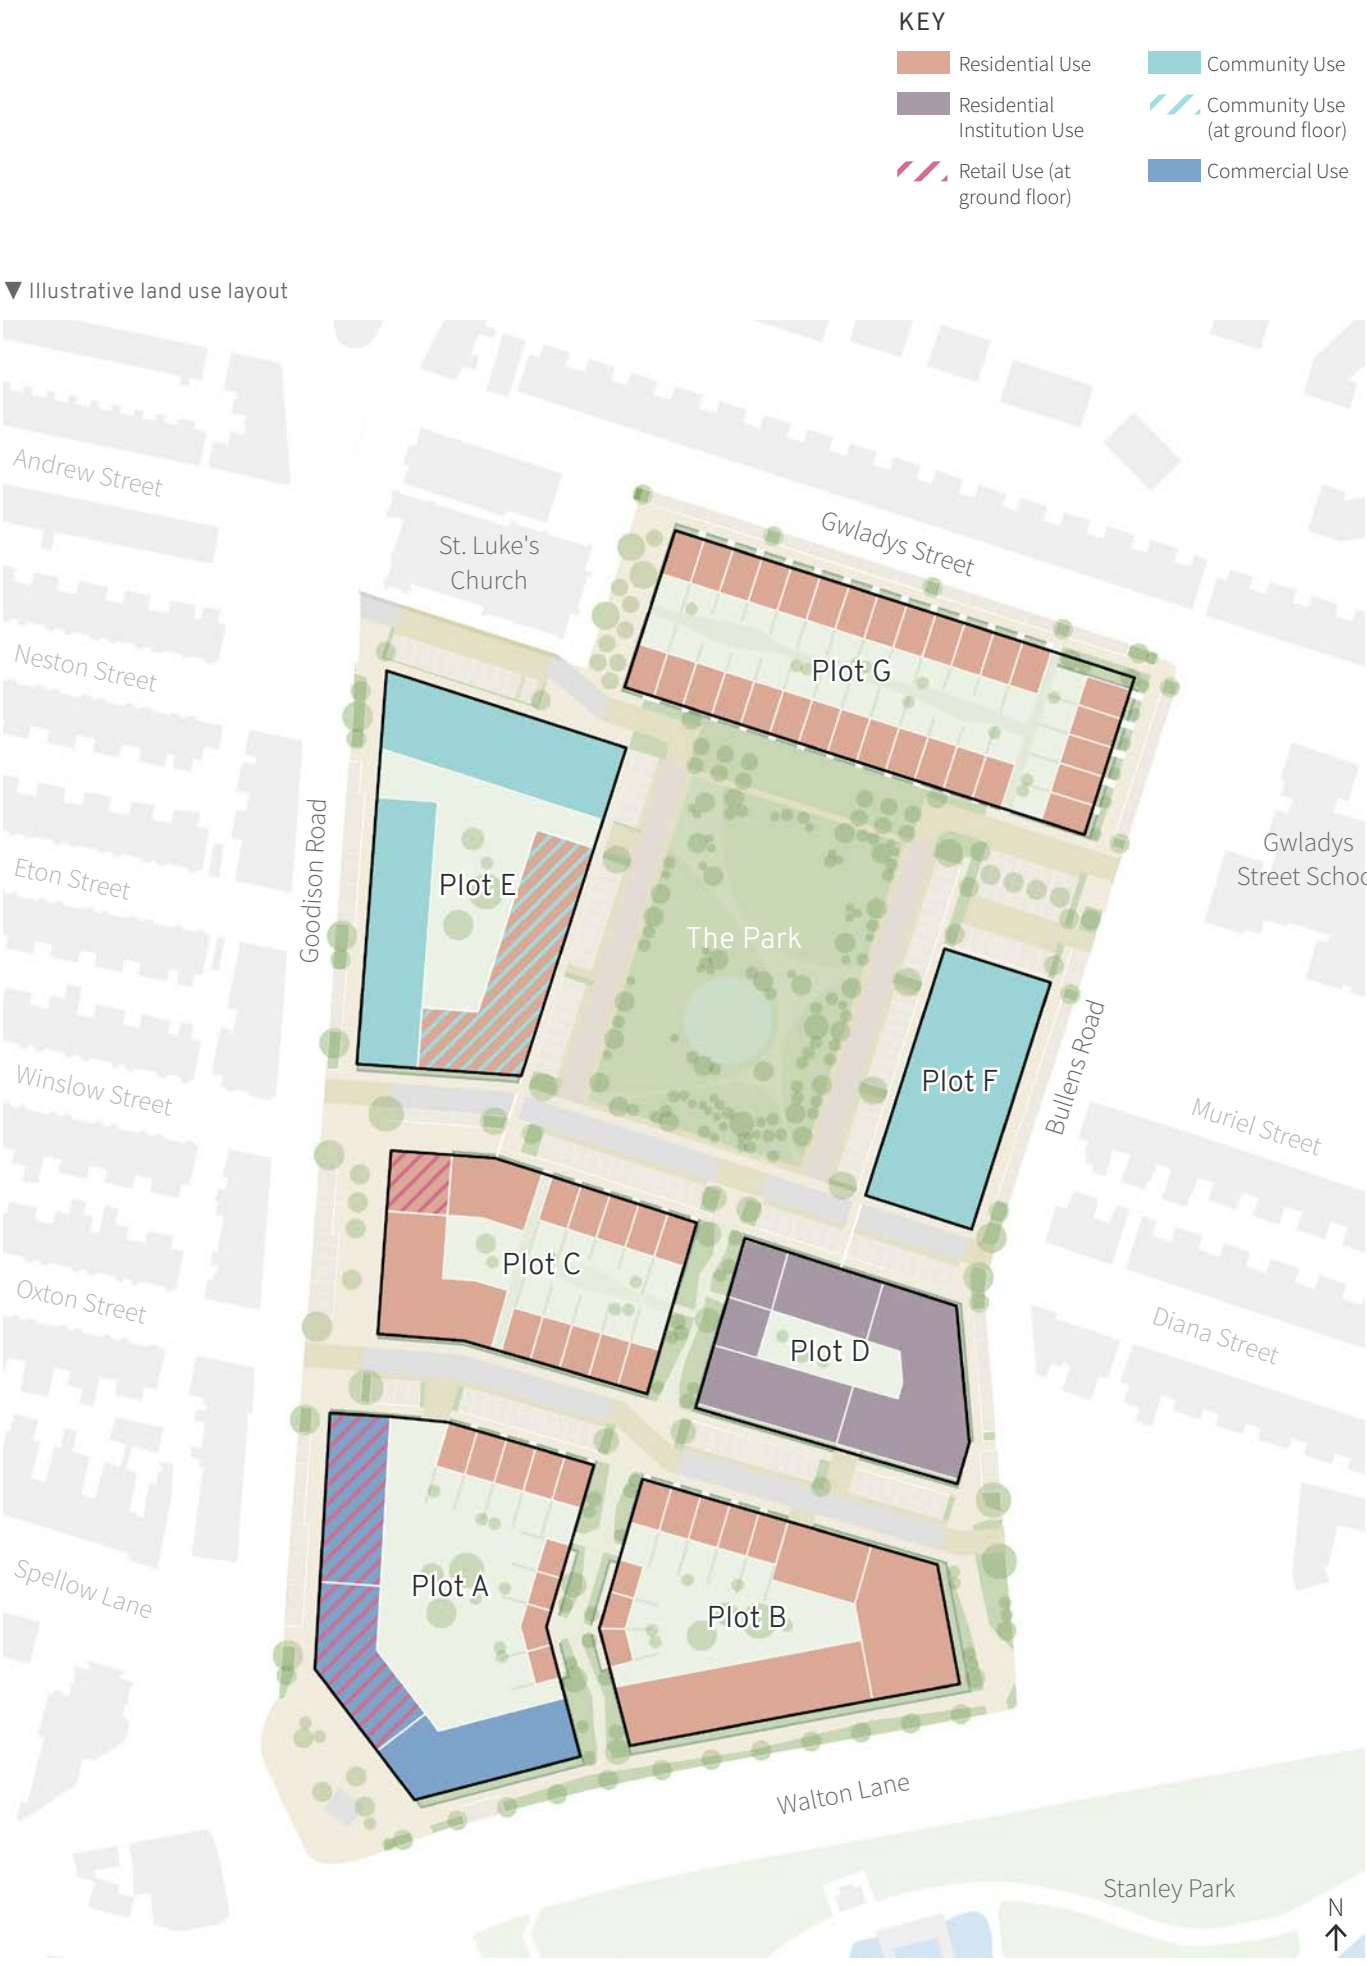 KEY
Residential Use
Residential
Institution Use
Retail Use (at
ground floor)
Community Use
Community Use
(at ground floor)
Commercial Use
▼ Illustrative land use layout
Andrew Street
St. Luke's
Church
Gwladys Street
Neston Street
Plot G
Goodison Road
Eton Street
Plot E
Gwladys
Street Schoo
The Park
Winslow Street
Plot F
Bullens Road
Muriel Street
Oxton Street
Plot C
Plot D
Diana Street
Spellow Lane
Plot A
Plot B
Walton Lane
Stanley Park
N